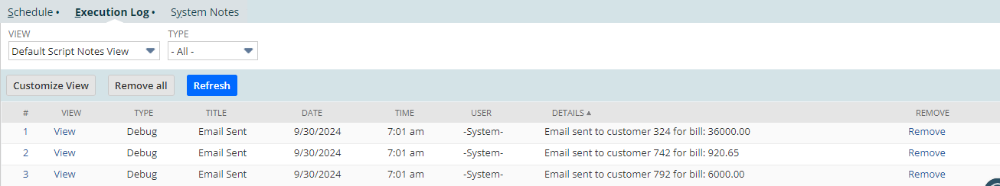 Schedule • Execution Log • System Notes
VIEW TYPE
Default Script Notes View - All -
Customize View Remove all Refresh
# VIEW TYPE TITLE DATE TIME USER DETAILS ▲ REMOVE
1 View Debug Email Sent 9/30/2024 7:01 am -System- Email sent to customer 324 for bill: 36000.00 Remove
2 View Debug Email Sent 9/30/2024 7:01 am -System- Email sent to customer 742 for bill: 920.65 Remove
3 View Debug Email Sent 9/30/2024 7:01 am -System- Email sent to customer 792 for bill: 6000.00 Remove